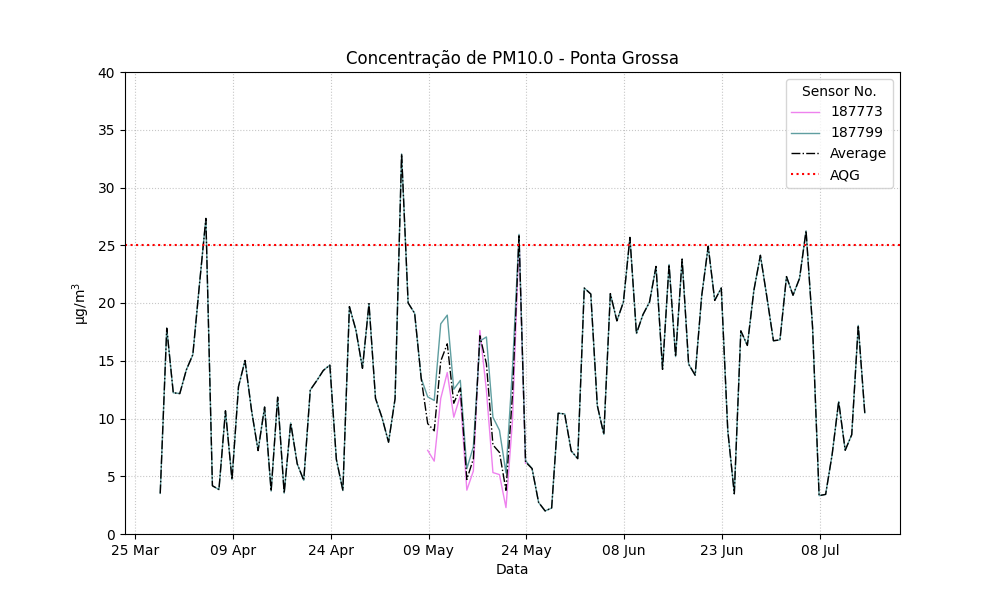 Concentração de PM10.0 - Ponta Grossa
40
35
30
25
20
15
10
5
0
µg/m³
Sensor No.
187773
187799
Average
AQG
25 Mar
09 Apr
24 Apr
09 May
24 May
08 Jun
23 Jun
08 Jul
Data